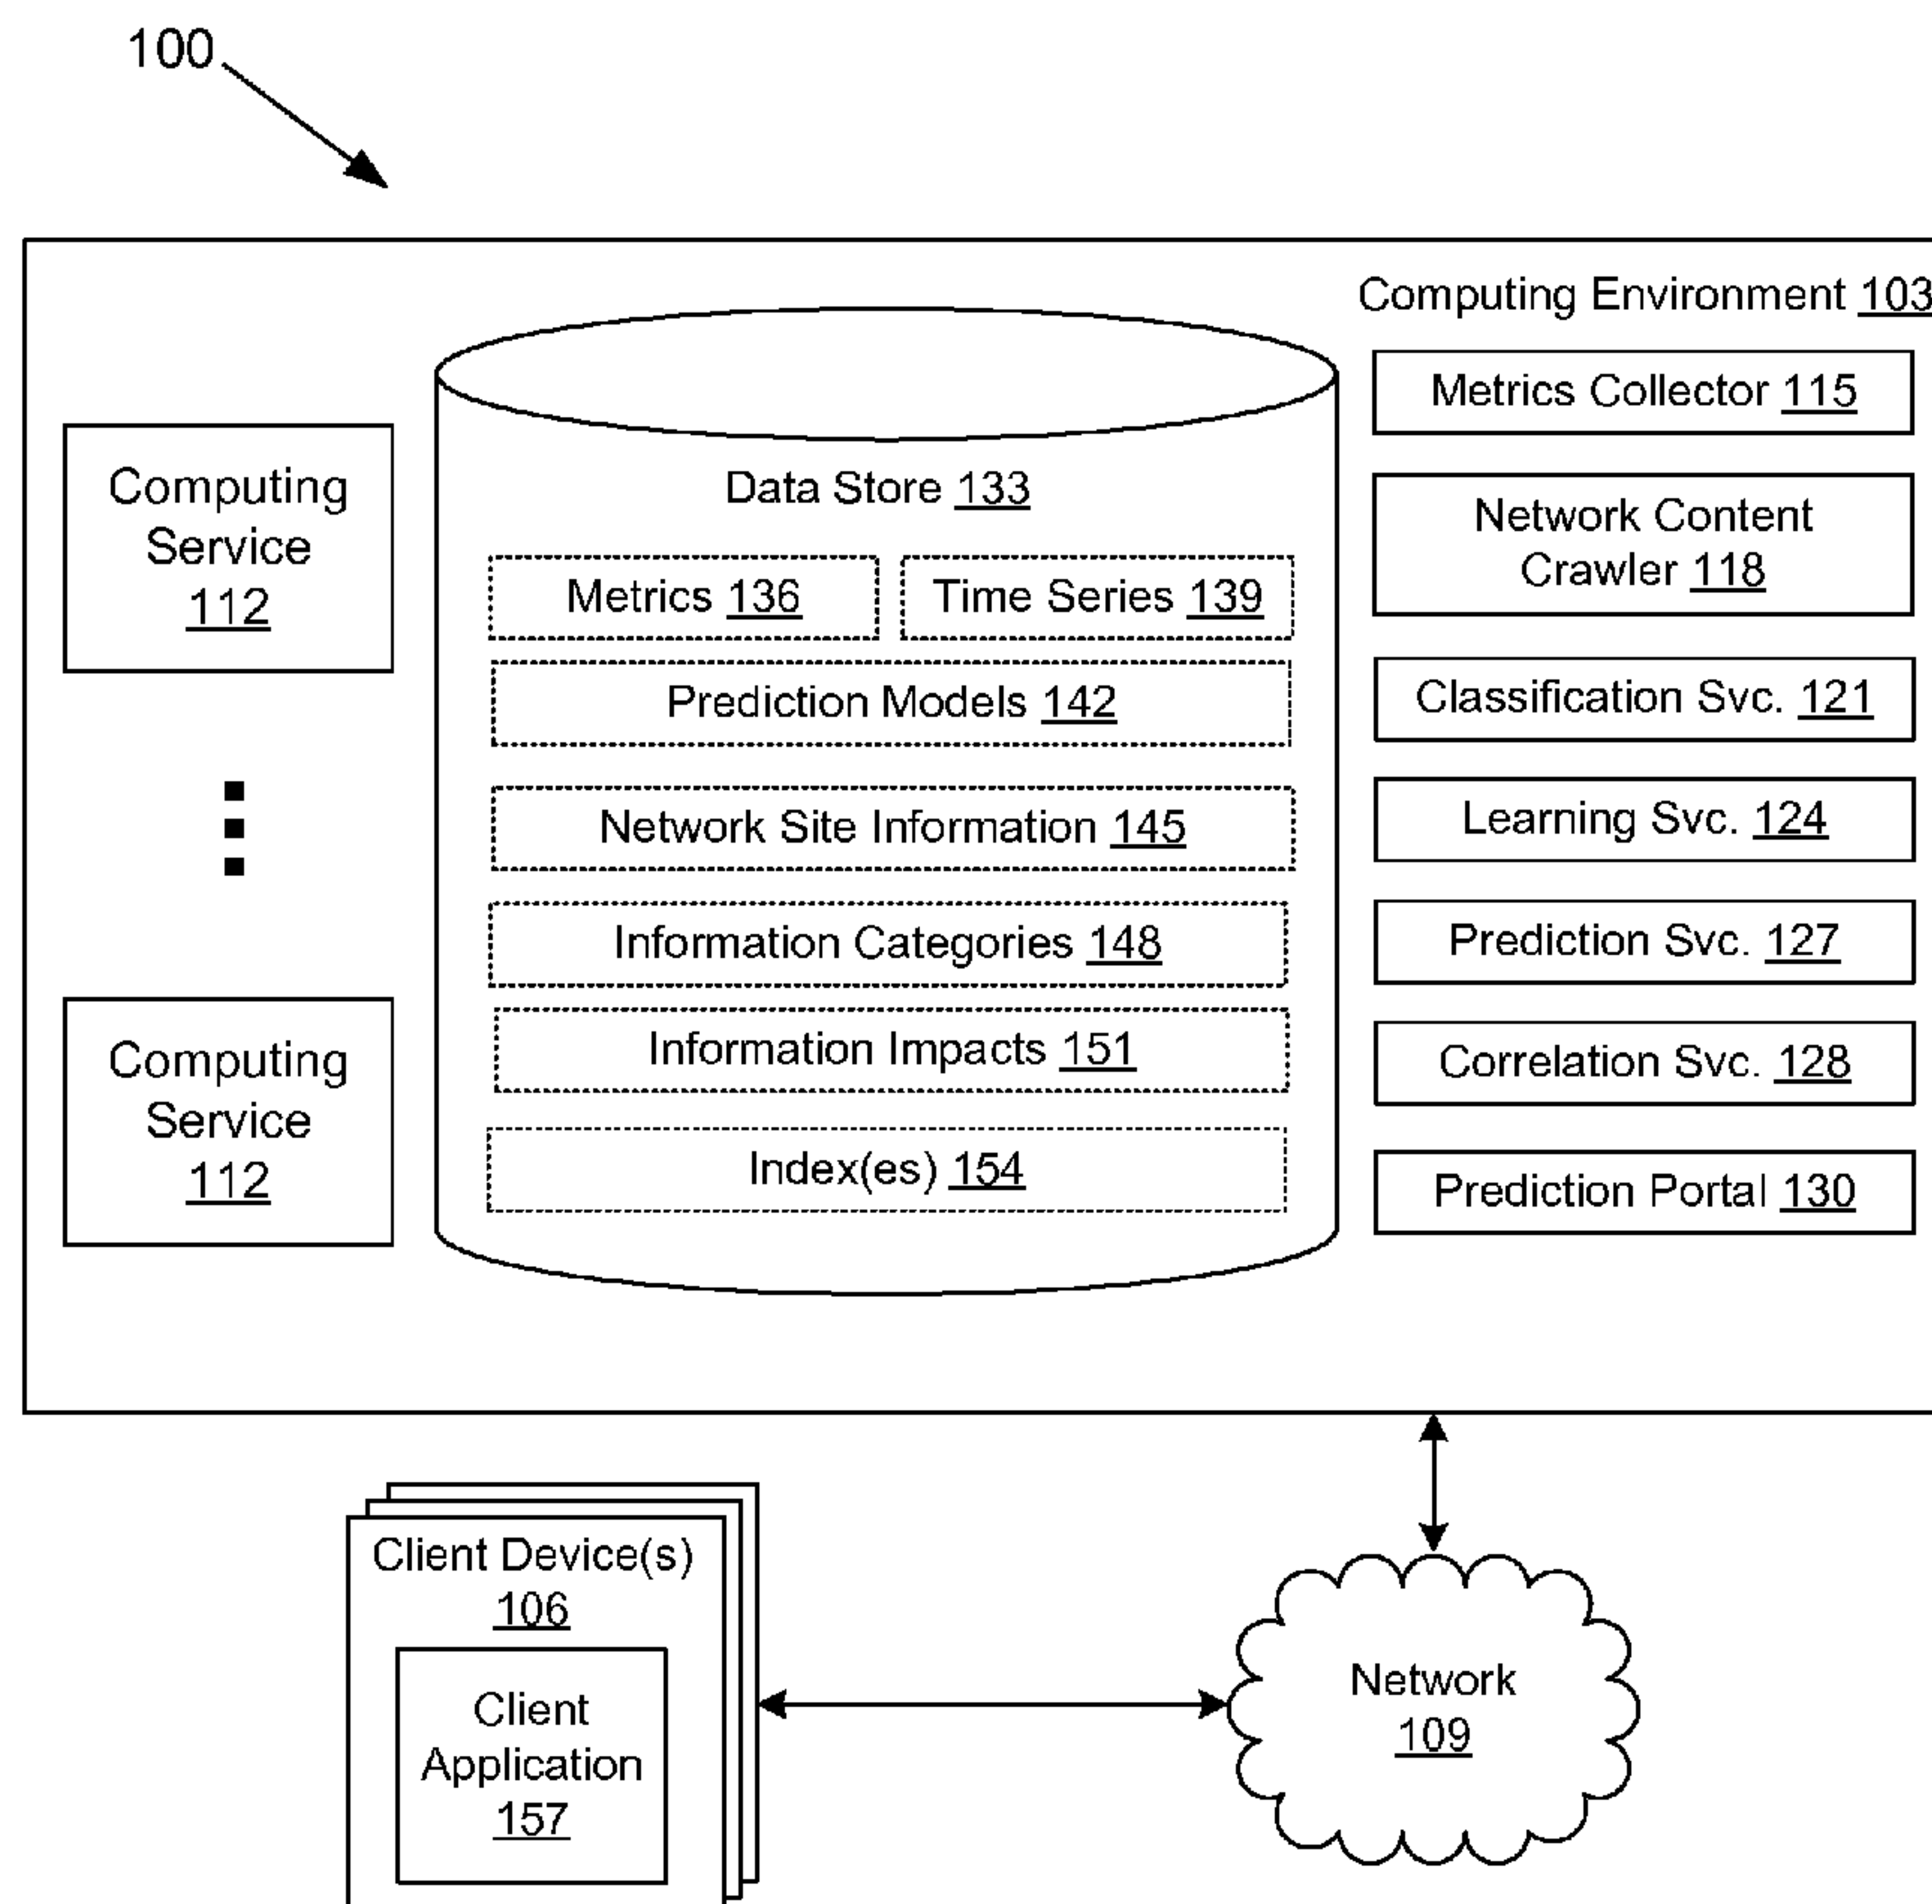 100
Computing Environment 103
Computing
Service
112
Computing
Service
112
Data Store 133
Metrics 136
Time Series 139
Prediction Models 142
Network Site Information 145
Information Categories 148
Information Impacts 151
Index(es) 154
Metrics Collector 115
Network Content
Crawler 118
Classification Svc. 121
Learning Svc. 124
Prediction Svc. 127
Correlation Svc. 128
Prediction Portal 130
Client Device(s)
106
Client
Application
157
Network
109